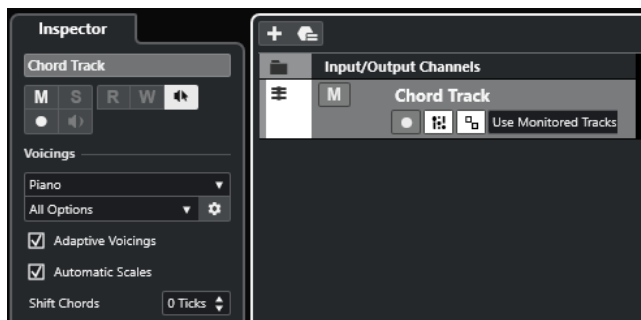 Inspector
Chord Track
M S R W
Voicings
Piano
All Options
Adaptive Voicings
Automatic Scales
Shift Chords 0 Ticks
Input/Output Channels
M Chord Track
Use Monitored Tracks